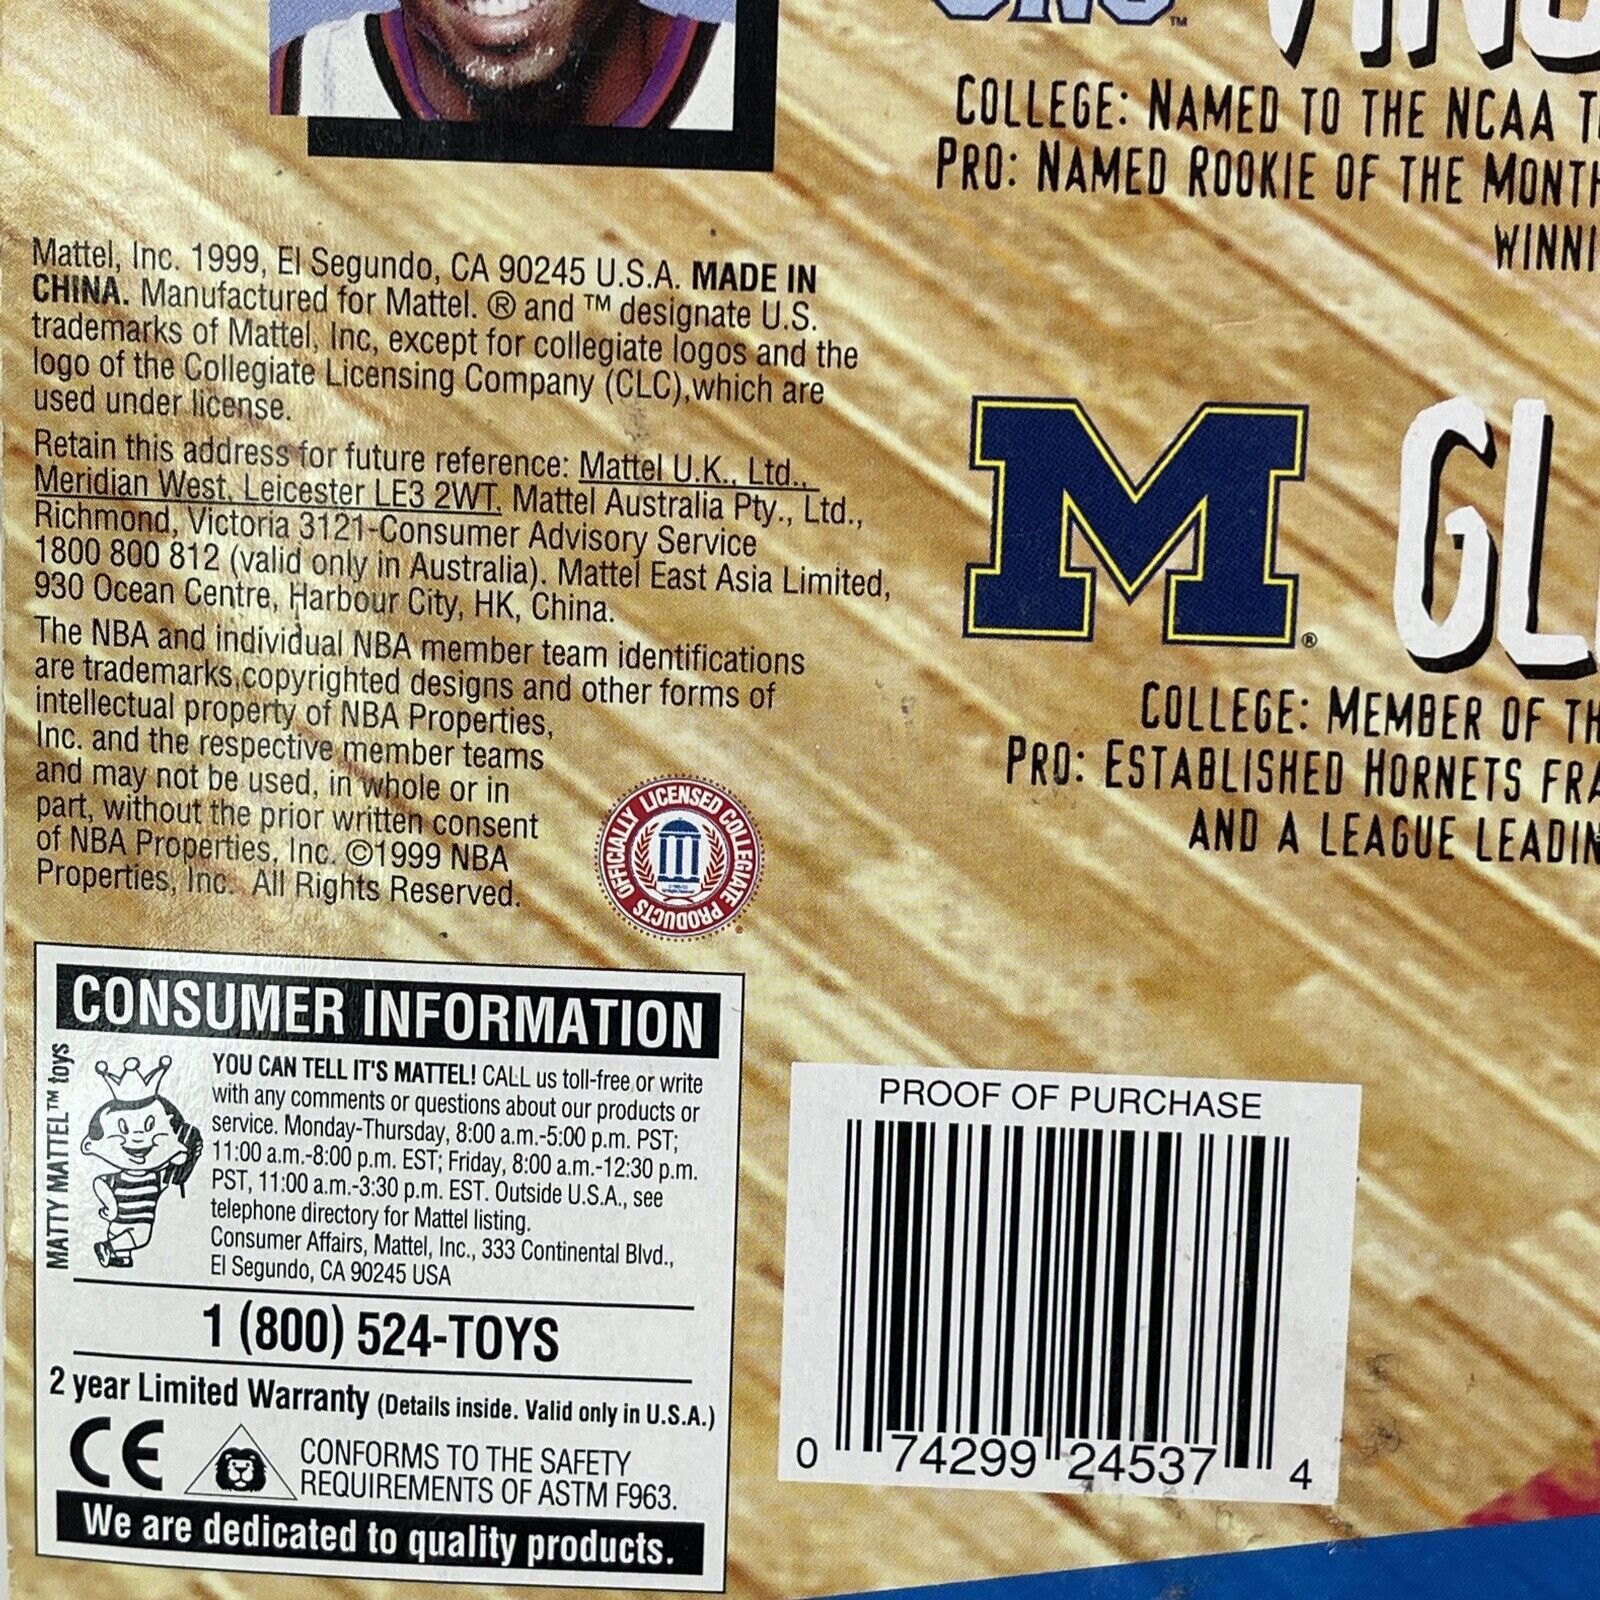 UNC™
COLLEGE: NAMED TO THE NCAA
PRO: NAMED ROOKIE OF THE MONTH
Mattel, Inc. 1999, El Segundo, CA 90245 U.S.A. MADE IN
CHINA. Manufactured for Mattel. ® and ™ designate U.S.
trademarks of Mattel, Inc, except for collegiate logos and the
logo of the Collegiate Licensing Company (CLC),which are
used under license.
Retain this address for future reference: Mattel U.K., Ltd.,
Meridian West, Leicester LE3 2WT. Mattel Australia Pty., Ltd.,
Richmond, Victoria 3121-Consumer Advisory Service
1800 800 812 (valid only in Australia). Mattel East Asia Limited,
930 Ocean Centre, Harbour City, HK, China.
The NBA and individual NBA member team identifications
are trademarks,copyrighted designs and other forms of
intellectual property of NBA Properties,
Inc. and the respective member teams
and may not be used, in whole or in
part, without the prior written consent
of NBA Properties, Inc. ©1999 NBA
Properties, Inc. All Rights Reserved.
OFFICIALLY LICENSED COLLEGIATE PRODUCTS
M®
GL
COLLEGE: MEMBER OF
PRO: ESTABLISHED HORNETS
AND A LEAGUE
CONSUMER INFORMATION
MATTY MATTEL™ toys
YOU CAN TELL IT'S MATTEL! CALL us toll-free or write
with any comments or questions about our products or
service. Monday-Thursday, 8:00 a.m.-5:00 p.m. PST;
11:00 a.m.-8:00 p.m. EST; Friday, 8:00 a.m.-12:30 p.m.
PST, 11:00 a.m.-3:30 p.m. EST. Outside U.S.A., see
telephone directory for Mattel listing.
Consumer Affairs, Mattel, Inc., 333 Continental Blvd.,
El Segundo, CA 90245 USA
1 (800) 524-TOYS
2 year Limited Warranty (Details inside. Valid only in U.S.A.)
CE
CONFORMS TO THE SAFETY
REQUIREMENTS OF ASTM F963.
We are dedicated to quality products.
PROOF OF PURCHASE
0 74299 24537 4